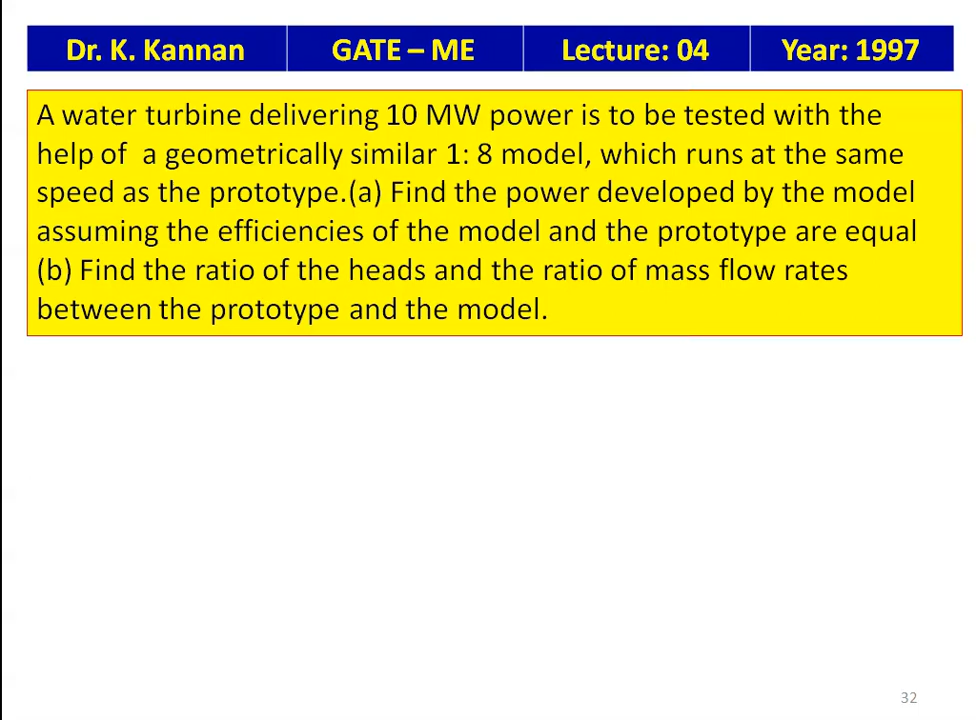 Dr. K. Kannan GATE – ME Lecture: 04 Year: 1997
A water turbine delivering 10 MW power is to be tested with the
help of a geometrically similar 1: 8 model, which runs at the same
speed as the prototype.(a) Find the power developed by the model
assuming the efficiencies of the model and the prototype are equal
(b) Find the ratio of the heads and the ratio of mass flow rates
between the prototype and the model.
32